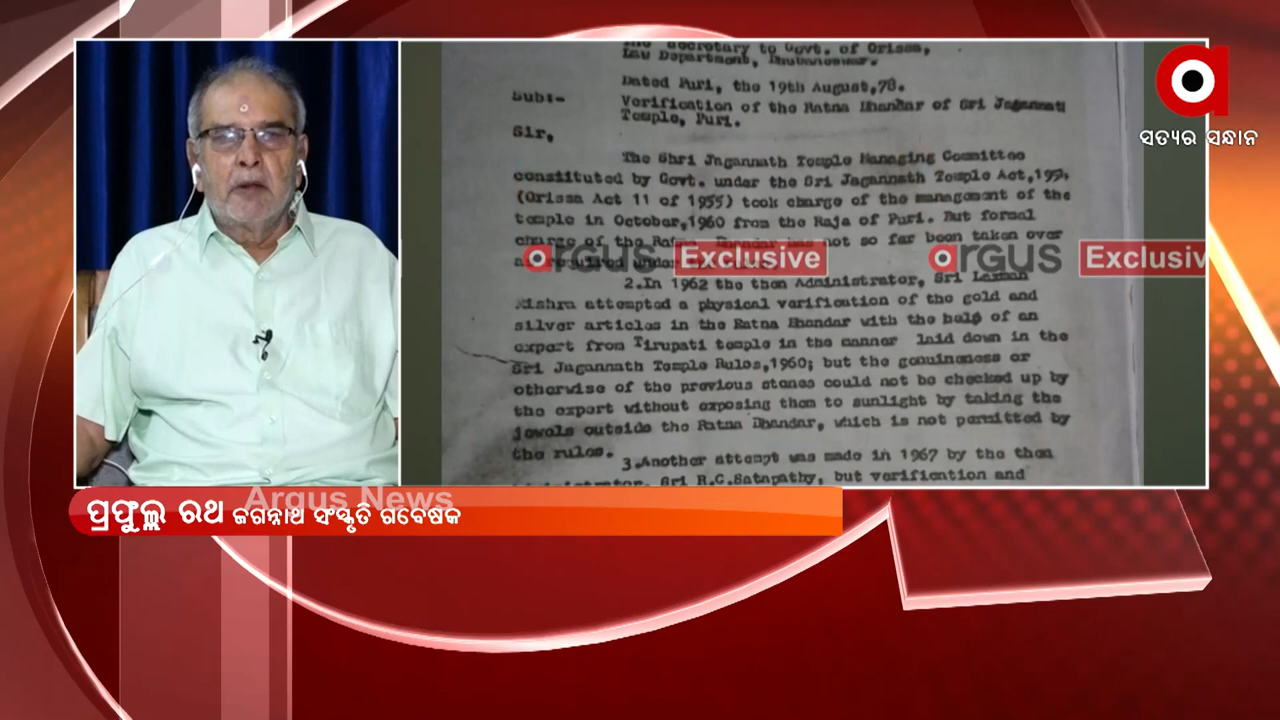 Law Department, Bhubaneswar.
Dated Puri, the 19th August,78.
Sub:- Verification of the Ratna Bhandar of Sri Jagannath
Temple, Puri.
Sir,
The Shri Jagannath Temple Managing Committee
constituted by Govt. under the Sri Jagannath Temple Act,
(Orissa Act 11 of 1955) took charge of the management of the
temple in October,1960 from the Raja of Puri. But formal
charge of the Ratna Bhandar has not so far been taken over
argus Exclusive
argus Exclusiv
2.In 1962 the then Administrator, Sri Laxman
Mishra attempted a physical verification of the gold and
silver articles in the Ratna Bhandar with the help of an
expert from Tirupati temple in the manner laid down in the
Sri Jagannath Temple Rules,1960; but the genuineness or
otherwise of the previous stones could not be checked up by
the expert without exposing them to sunlight by taking the
jewels outside the Ratna Bhandar, which is not permitted by
the rules.
3.Another attempt was made in 1967 by the then
Sri R.C.Satapathy, but verification and
a
ସତ୍ୟର ସନ୍ଧାନ
Argus News
ପ୍ରଫୁଲ୍ଲ ରଥ ଜଗନ୍ନାଥ ସଂସ୍କୃତି ଗବେଷକ